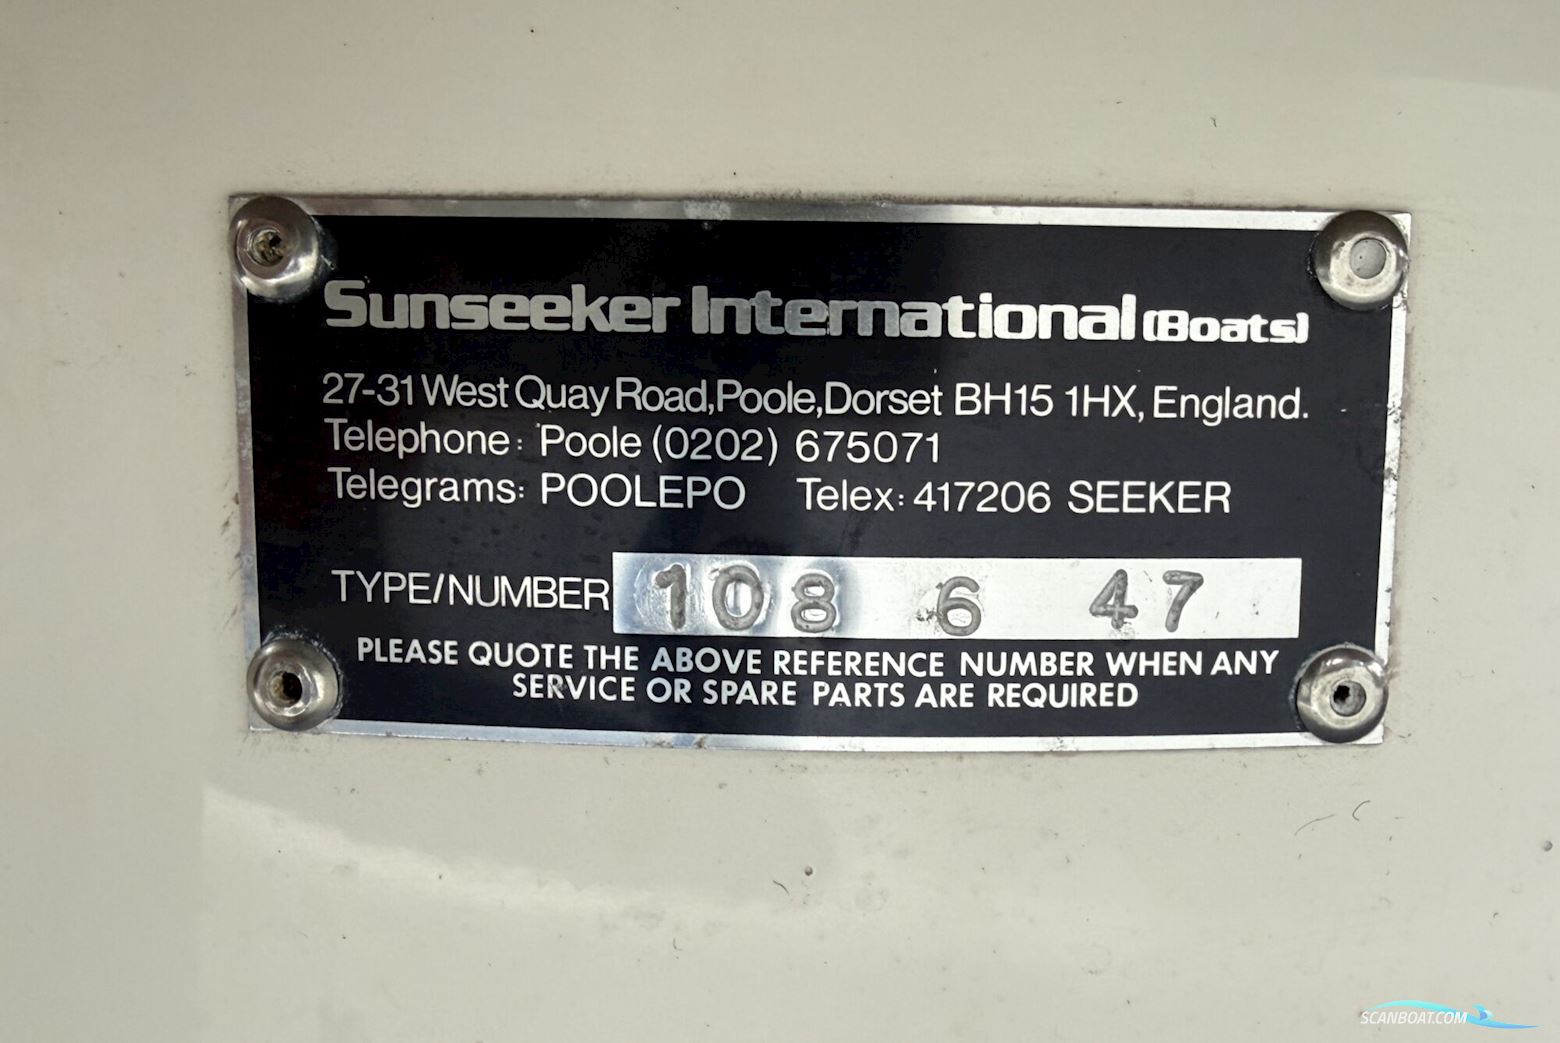 Sunseeker International (Boats)
27-31 West Quay Road, Poole, Dorset BH15 1HX, England.
Telephone: Poole (0202) 675071
Telegrams: POOLEPO Telex: 417206 SEEKER
TYPE/NUMBER 108 6 47
PLEASE QUOTE THE ABOVE REFERENCE NUMBER WHEN ANY
SERVICE OR SPARE PARTS ARE REQUIRED
SCANBOAT.COM